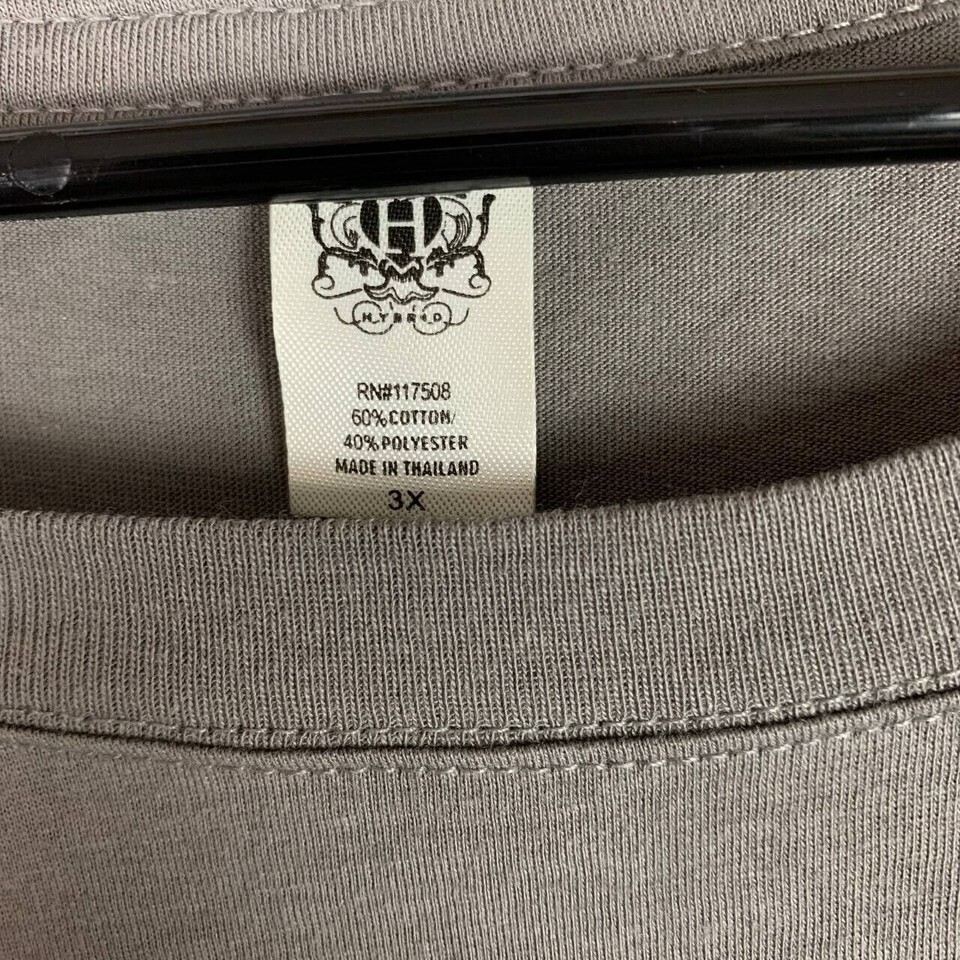 H
HYBRID
RN#117508
60% COTTON/
40% POLYESTER
MADE IN THAILAND
3X